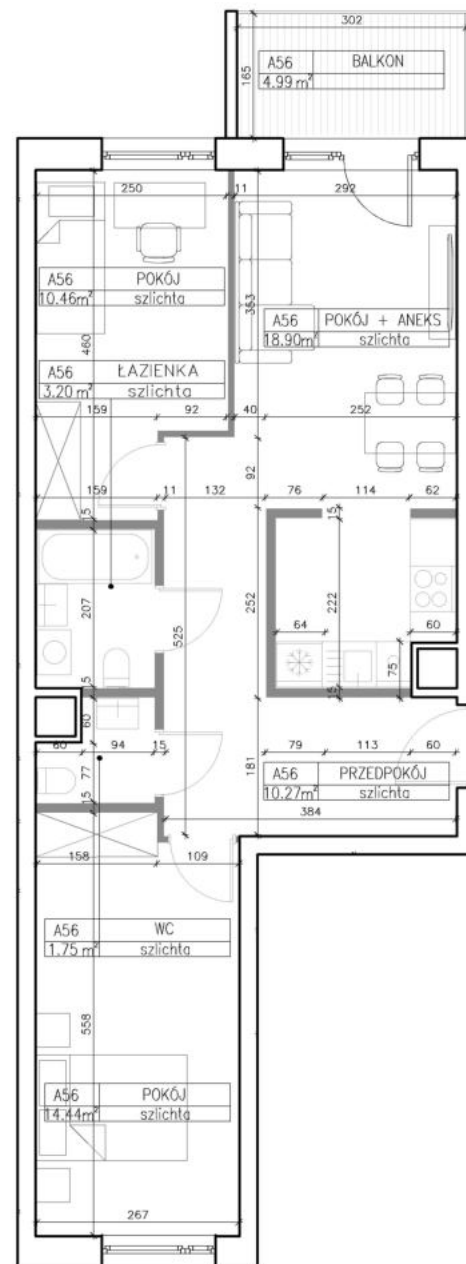 302
165
A56 BALKON
4.99 m²
250 11 292
A56 POKÓJ
10.46m² szlichta
363
A56 POKÓJ + ANEKS
18.90m² szlichta
460
A56 ŁAZIENKA
3.20 m² szlichta
159 92 40 252
92
159 11 132 76 114 62
15 15
207 525 252 222
64 60
75
15 15
60
60 94 15 79 113 60
77 181
A56 PRZEDPOKÓJ
10.27m² szlichta
15
384
158 109
A56 WC
1.75 m² szlichta
558
A56 POKÓJ
14.44m² szlichta
267